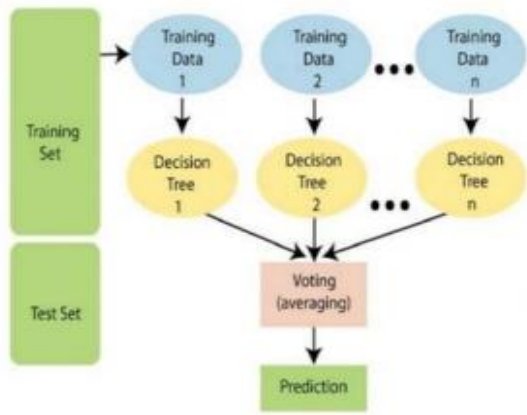 Training
Set
Test Set
Training
Data
1
Training
Data
2
Training
Data
n
Decision
Tree
1
Decision
Tree
2
Decision
Tree
n
Voting
(averaging)
Prediction